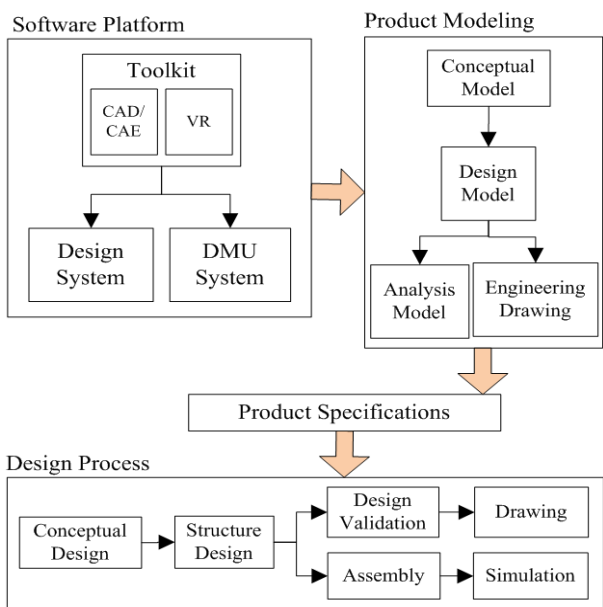 Software Platform
Toolkit
CAD/
CAE
VR
Design
System
DMU
System
Product Modeling
Conceptual
Model
Design
Model
Analysis
Model
Engineering
Drawing
Product Specifications
Design Process
Conceptual
Design
Structure
Design
Design
Validation
Drawing
Assembly
Simulation